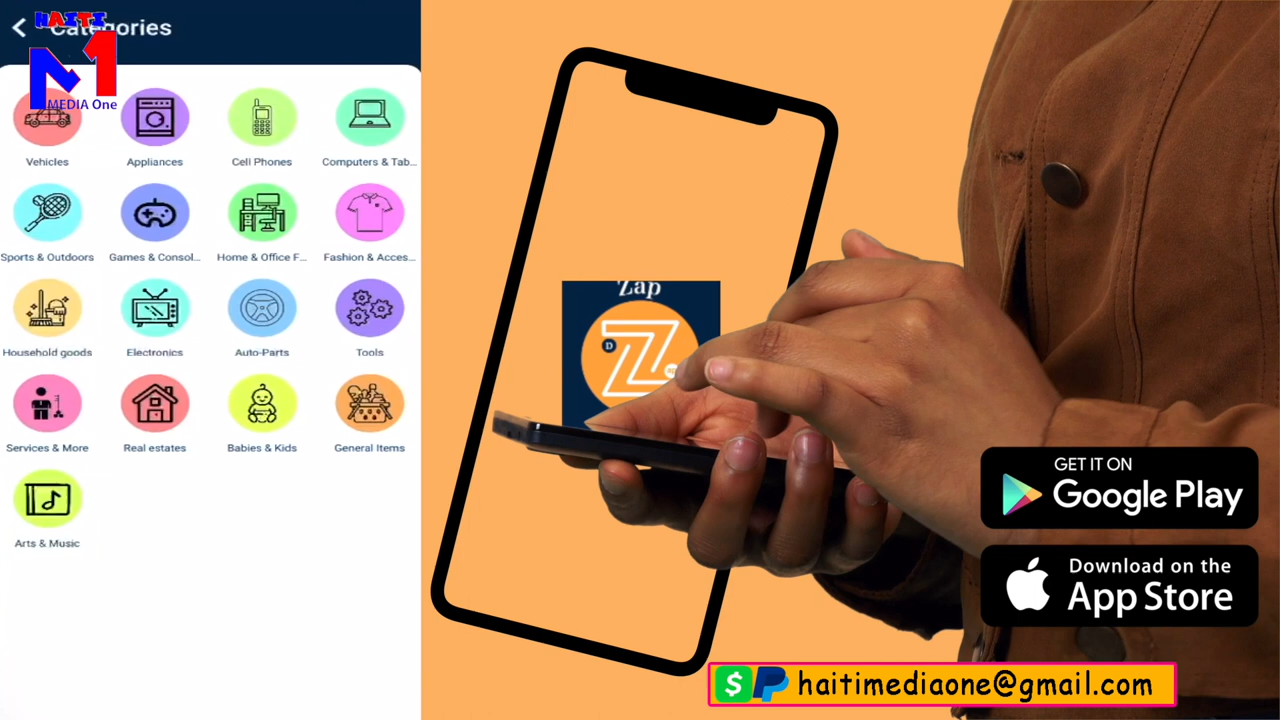 Categories
HAITI
M1
MEDIA One
Vehicles
Appliances
Cell Phones
Computers & Tab...
Sports & Outdoors
Games & Consol...
Home & Office F...
Fashion & Acces...
Household goods
Electronics
Auto-Parts
Tools
Services & More
Real estates
Babies & Kids
General Items
Arts & Music
Zap
D
Z
GET IT ON
Google Play
Download on the
App Store
$ haitimediaone@gmail.com